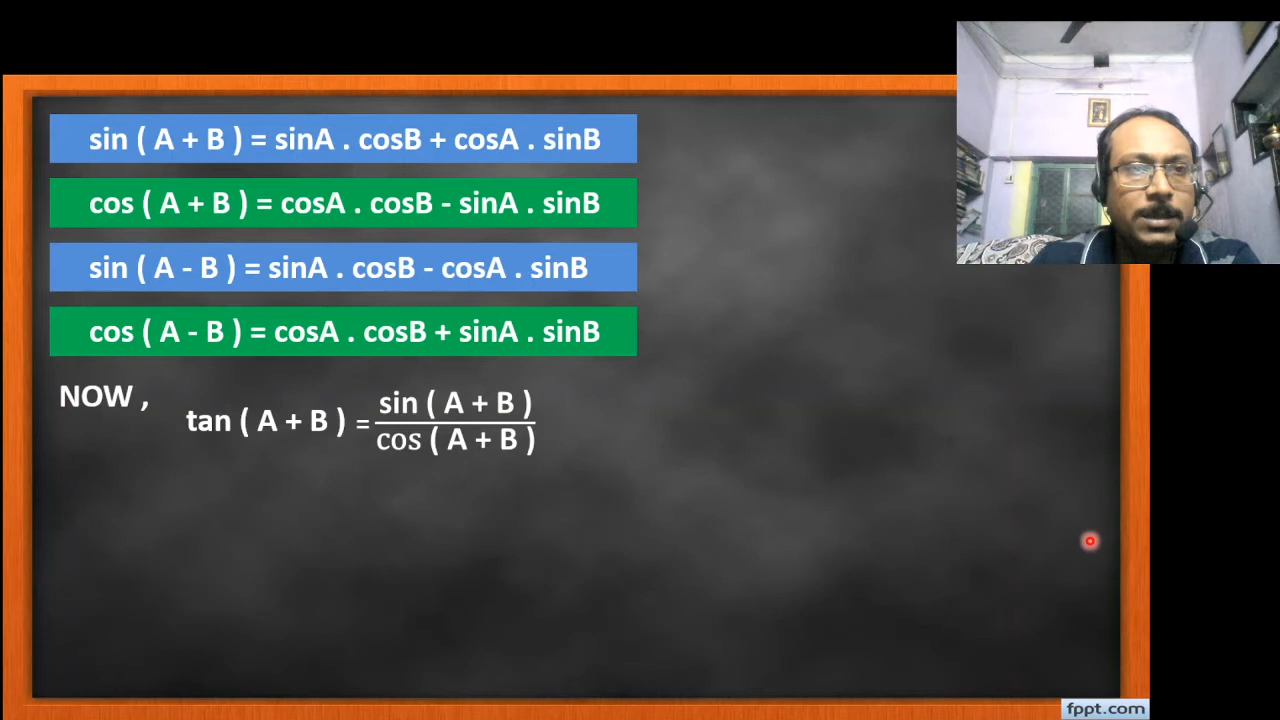 sin ( A + B ) = sinA . cosB + cosA . sinB
cos ( A + B ) = cosA . cosB - sinA . sinB
sin ( A - B ) = sinA . cosB - cosA . sinB
cos ( A - B ) = cosA . cosB + sinA . sinB
NOW ,
tan ( A + B ) = sin ( A + B )
cos ( A + B )
fppt.com